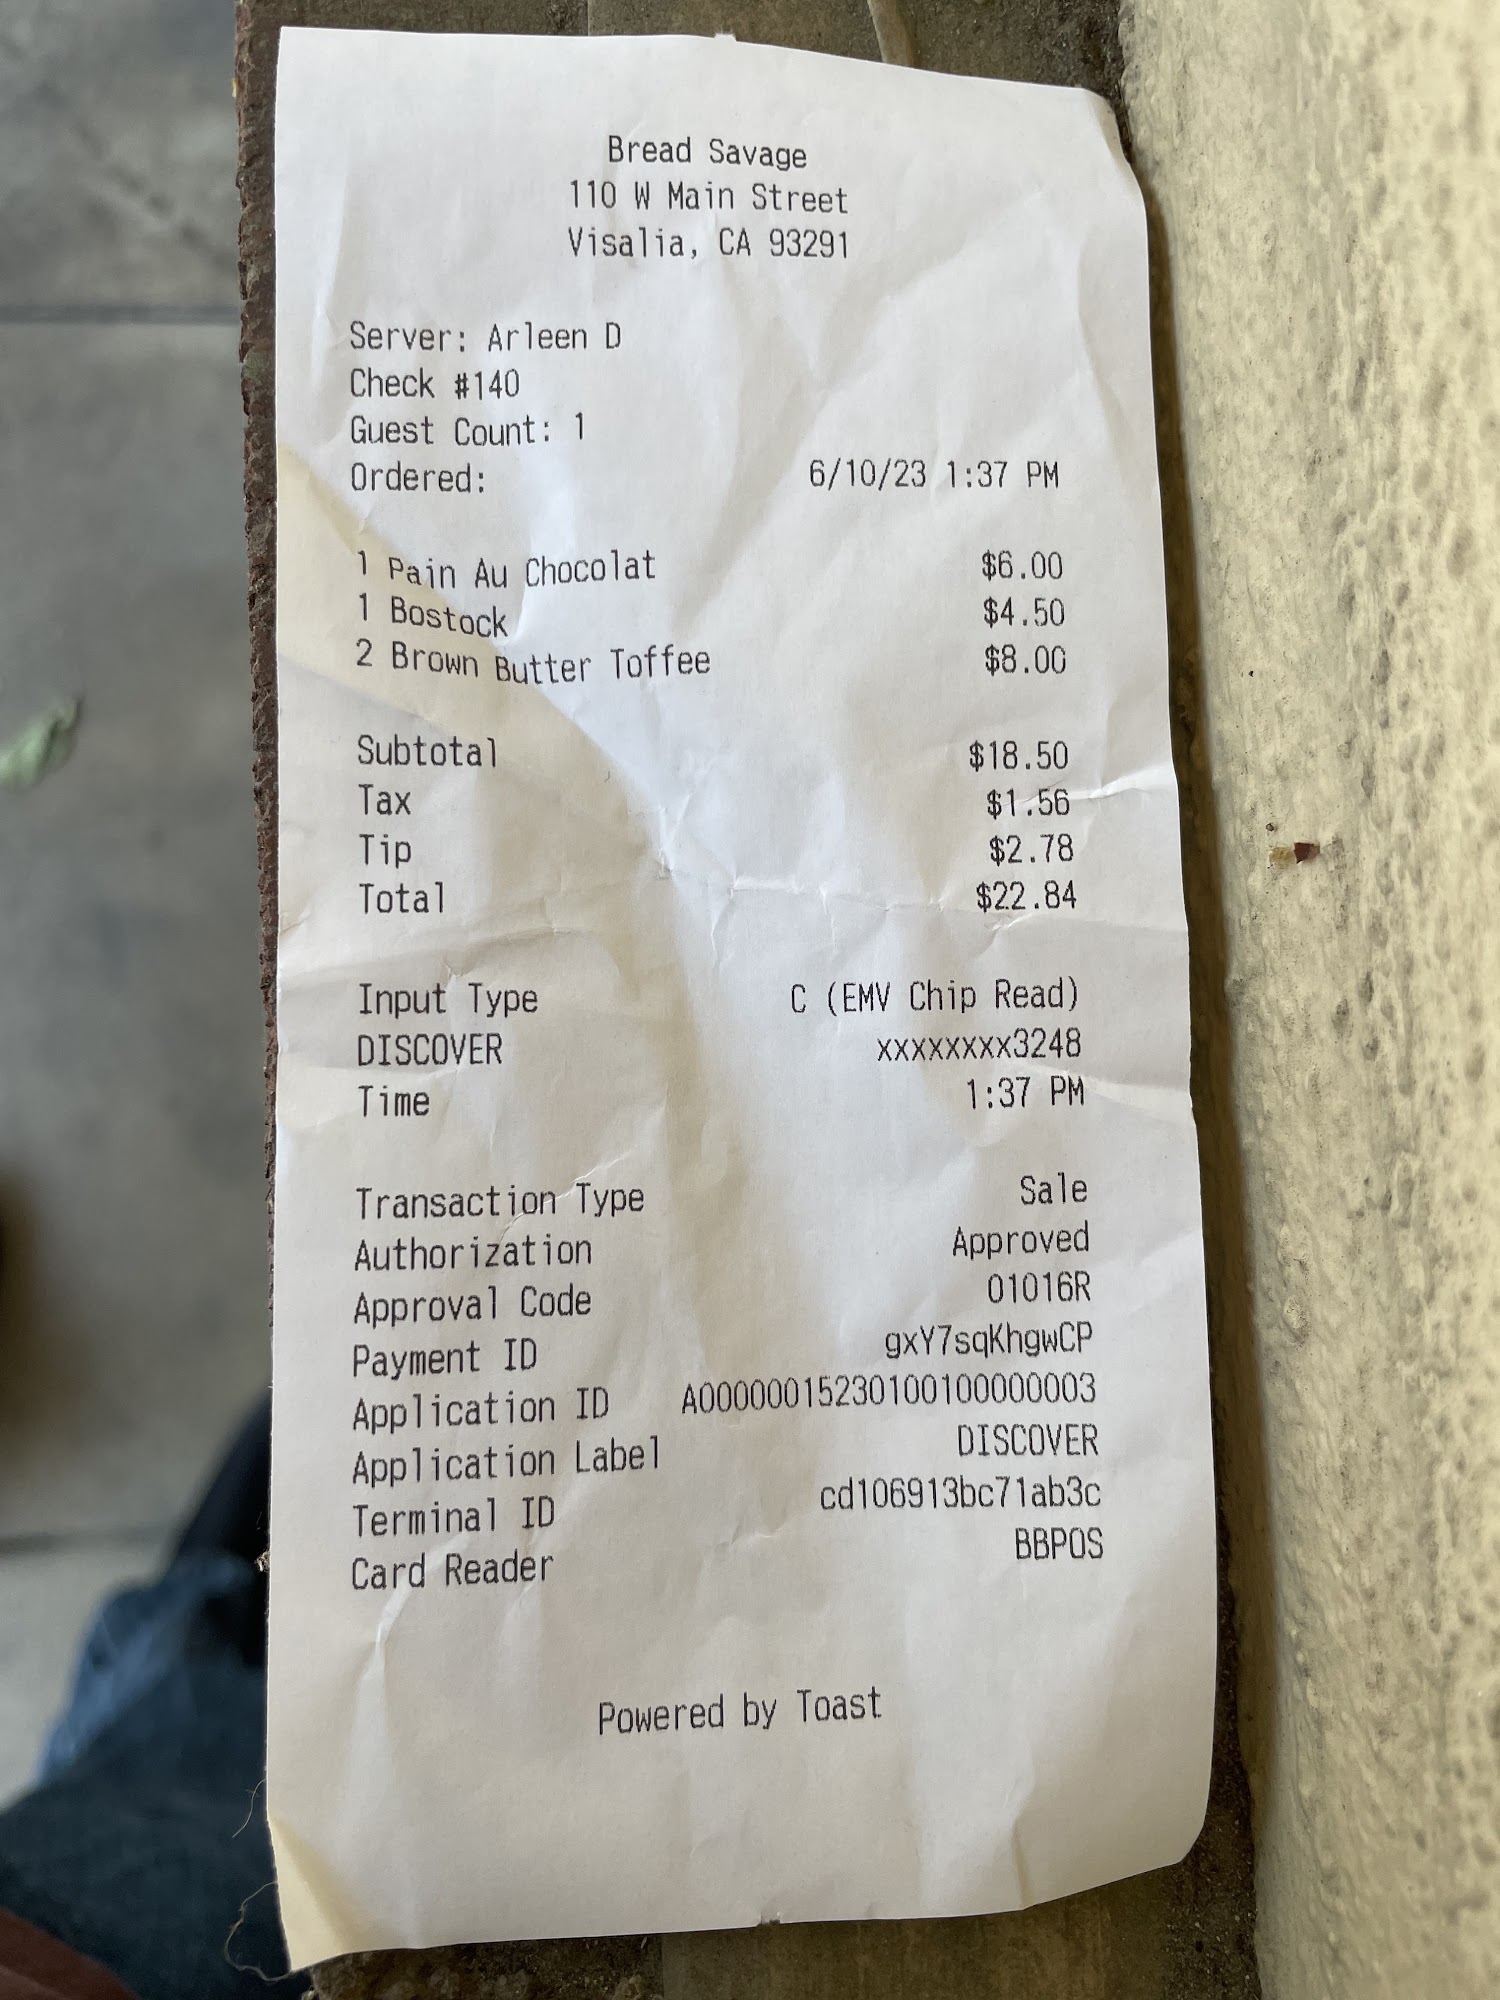 Bread Savage
110 W Main Street
Visalia, CA 93291
Server: Arleen D
Check #140
Guest Count: 1
Ordered: 6/10/23 1:37 PM
1 Pain Au Chocolat $6.00
1 Bostock $4.50
2 Brown Butter Toffee $8.00
Subtotal $18.50
Tax $1.56
Tip $2.78
Total $22.84
Input Type C (EMV Chip Read)
DISCOVER xxxxxxxx3248
Time 1:37 PM
Transaction Type Sale
Authorization Approved
Approval Code 01016R
Payment ID gxY7sqKhgwCP
Application ID A0000001523010​0100000003
Application Label DISCOVER
Terminal ID cd106913bc71ab3c
Card Reader BBPOS
Powered by Toast